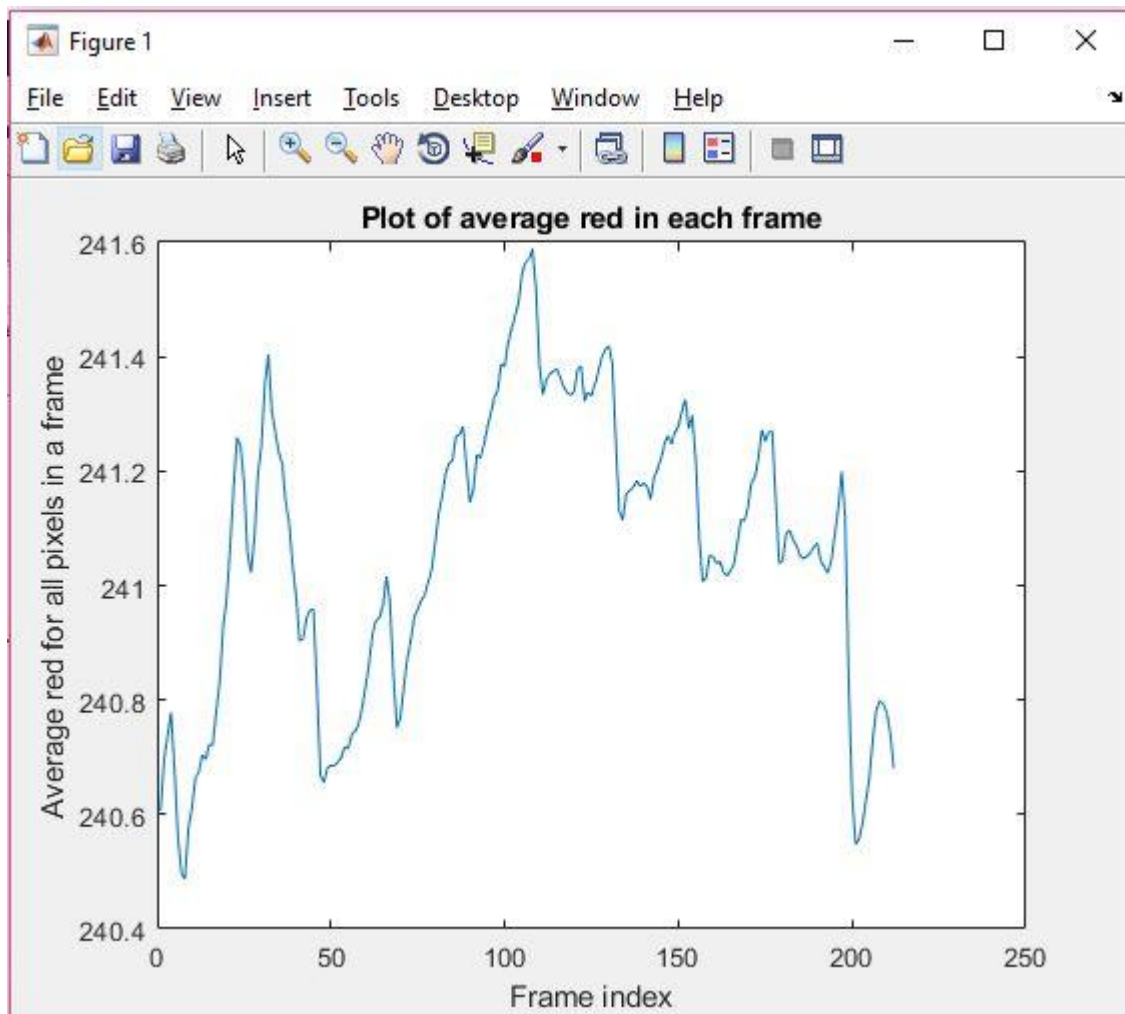 Figure 1
File Edit View Insert Tools Desktop Window Help
Plot of average red in each frame
241.6
241.4
241.2
241
240.8
240.6
240.4
Average red for all pixels in a frame
0 50 100 150 200 250
Frame index